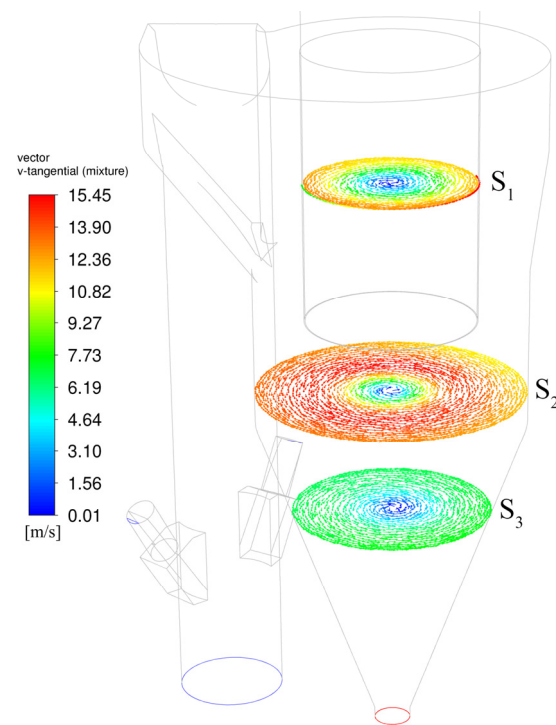 vector
v-tangential (mixture)
15.45
13.90
12.36
10.82
9.27
7.73
6.19
4.64
3.10
1.56
0.01
[m/s]
S1
S2
S3